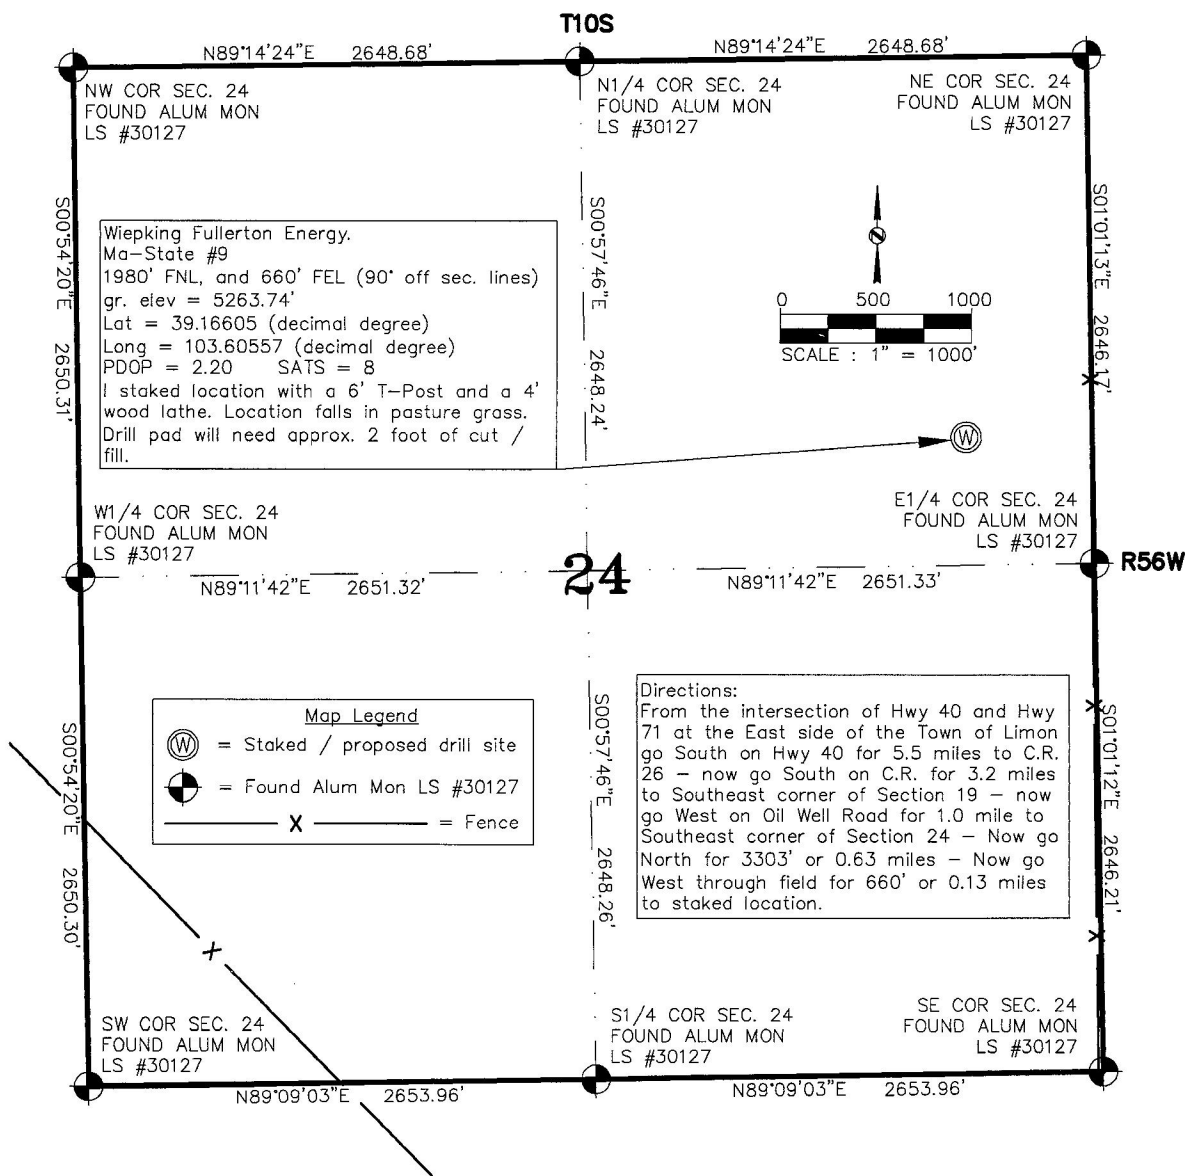 T10S
N89°14'24"E 2648.68'
N89°14'24"E 2648.68'
NW COR SEC. 24
FOUND ALUM MON
LS #30127
N1/4 COR SEC. 24
FOUND ALUM MON
LS #30127
NE COR SEC. 24
FOUND ALUM MON
LS #30127
S00°54'20"E 2650.31'
S00°57'46"E 2648.24'
S01°01'13"E 2646.17'
Wiepking Fullerton Energy.
Ma-State #9
1980' FNL, and 660' FEL (90° off sec. lines)
gr. elev = 5263.74'
Lat = 39.16605 (decimal degree)
Long = 103.60557 (decimal degree)
PDOP = 2.20 SATS = 8
I staked location with a 6' T-Post and a 4'
wood lathe. Location falls in pasture grass.
Drill pad will need approx. 2 foot of cut /
fill.
N
0 500 1000
SCALE : 1" = 1000'
X
W
W1/4 COR SEC. 24
FOUND ALUM MON
LS #30127
E1/4 COR SEC. 24
FOUND ALUM MON
LS #30127
R56W
24
N89°11'42"E 2651.32'
N89°11'42"E 2651.33'
S00°54'20"E 2650.30'
S00°57'46"E 2648.26'
S01°01'12"E 2646.21'
Map Legend
W = Staked / proposed drill site
= Found Alum Mon LS #30127
X = Fence
Directions:
From the intersection of Hwy 40 and Hwy
71 at the East side of the Town of Limon
go South on Hwy 40 for 5.5 miles to C.R.
26 - now go South on C.R. for 3.2 miles
to Southeast corner of Section 19 - now
go West on Oil Well Road for 1.0 mile to
Southeast corner of Section 24 - Now go
North for 3303' or 0.63 miles - Now go
West through field for 660' or 0.13 miles
to staked location.
X
X
X
SW COR SEC. 24
FOUND ALUM MON
LS #30127
S1/4 COR SEC. 24
FOUND ALUM MON
LS #30127
SE COR SEC. 24
FOUND ALUM MON
LS #30127
N89°09'03"E 2653.96'
N89°09'03"E 2653.96'